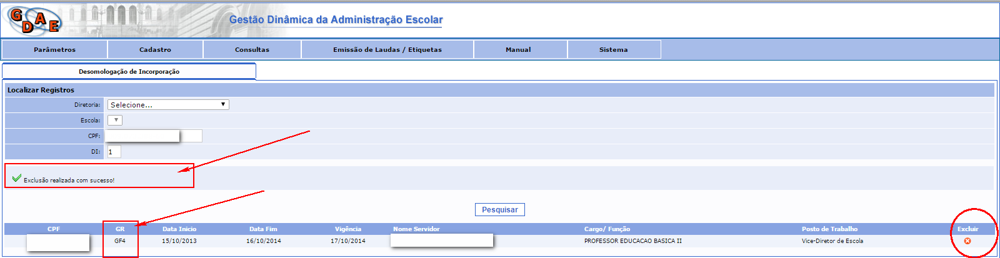 GDAE
Gestão Dinâmica da Administração Escolar
Parâmetros Cadastro Consultas Emissão de Laudas / Etiquetas Manual Sistema
Desomologação de Incorporação
Localizar Registros
Diretoria: Selecione...
Escola:
CPF:
DI: 1
Exclusão realizada com sucesso!
Pesquisar
CPF GR Data Inicio Data Fim Vigência Nome Servidor Cargo/ Função Posto de Trabalho Excluir
GF4 15/10/2013 16/10/2014 17/10/2014 PROFESSOR EDUCACAO BASICA II Vice-Diretor de Escola